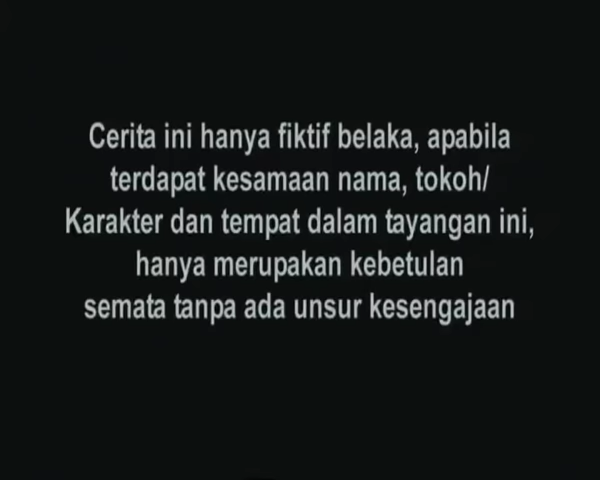 Cerita ini hanya fiktif belaka, apabila
terdapat kesamaan nama, tokoh/
Karakter dan tempat dalam tayangan ini,
hanya merupakan kebetulan
semata tanpa ada unsur kesengajaan